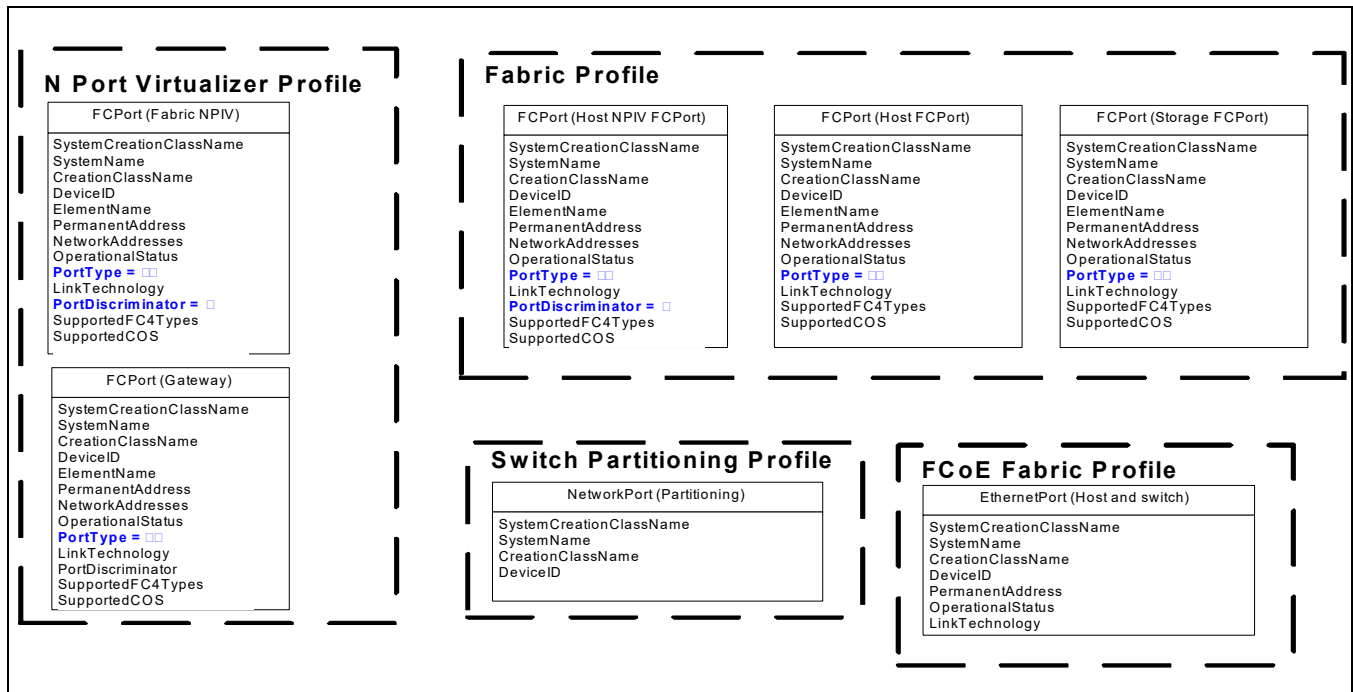 N Port Virtualizer Profile
FCPort (Fabric NPIV)
SystemCreationClassName
SystemName
CreationClassName
DeviceID
ElementName
PermanentAddress
NetworkAddresses
OperationalStatus
PortType = □□
LinkTechnology
PortDiscriminator = □
SupportedFC4Types
SupportedCOS
FCPort (Gateway)
SystemCreationClassName
SystemName
CreationClassName
DeviceID
ElementName
PermanentAddress
NetworkAddresses
OperationalStatus
PortType = □□
LinkTechnology
PortDiscriminator
SupportedFC4Types
SupportedCOS
Fabric Profile
FCPort (Host NPIV FCPort)
SystemCreationClassName
SystemName
CreationClassName
DeviceID
ElementName
PermanentAddress
NetworkAddresses
OperationalStatus
PortType = □□
LinkTechnology
PortDiscriminator = □
SupportedFC4Types
SupportedCOS
FCPort (Host FCPort)
SystemCreationClassName
SystemName
CreationClassName
DeviceID
ElementName
PermanentAddress
NetworkAddresses
OperationalStatus
PortType = □□
LinkTechnology
SupportedFC4Types
SupportedCOS
FCPort (Storage FCPort)
SystemCreationClassName
SystemName
CreationClassName
DeviceID
ElementName
PermanentAddress
NetworkAddresses
OperationalStatus
PortType = □□
LinkTechnology
SupportedFC4Types
SupportedCOS
Switch Partitioning Profile
NetworkPort (Partitioning)
SystemCreationClassName
SystemName
CreationClassName
DeviceID
FCoE Fabric Profile
EthernetPort (Host and switch)
SystemCreationClassName
SystemName
CreationClassName
DeviceID
PermanentAddress
OperationalStatus
LinkTechnology